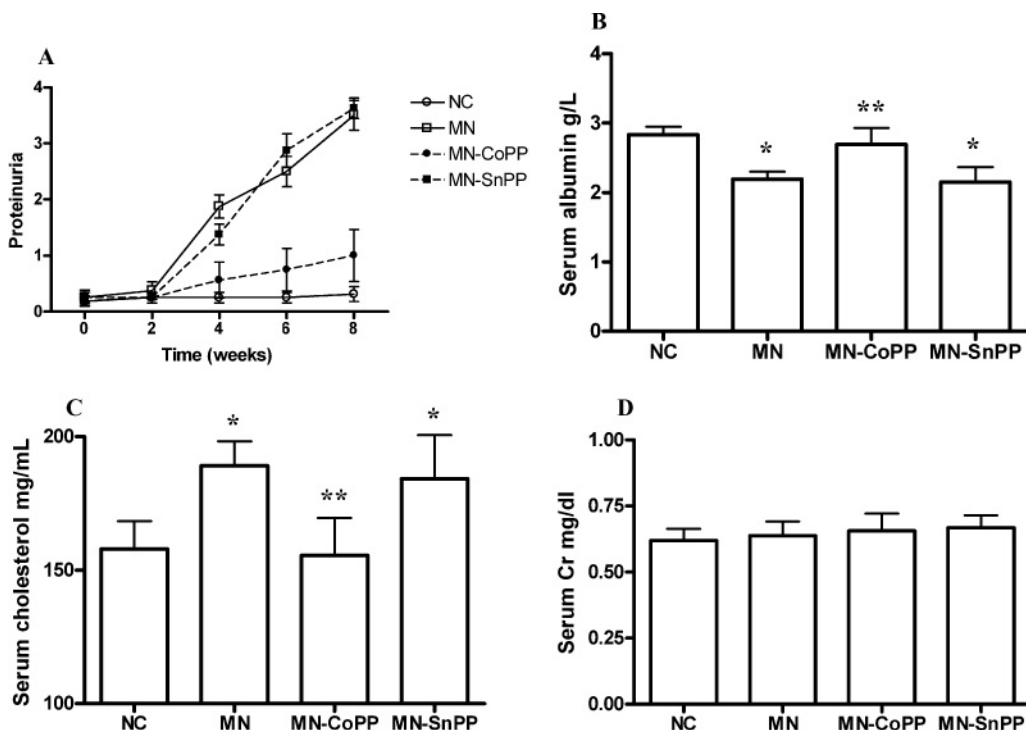 A
4
3
2
1
0
Proteinuria
0 2 4 6 8
Time (weeks)
NC
MN
MN-CoPP
MN-SnPP
B
4
3
2
1
0
Serum albumin g/L
* ** *
NC MN MN-CoPP MN-SnPP
C
200
150
100
Serum cholesterol mg/mL
* ** *
NC MN MN-CoPP MN-SnPP
D
1.00
0.75
0.50
0.25
0.00
Serum Cr mg/dl
NC MN MN-CoPP MN-SnPP